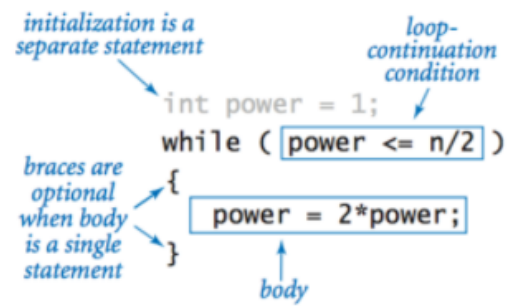 initialization is a
separate statement
loop-
continuation
condition
int power = 1;
while ( power <= n/2 )
braces are
optional
when body
is a single
statement
{
power = 2*power;
}
body